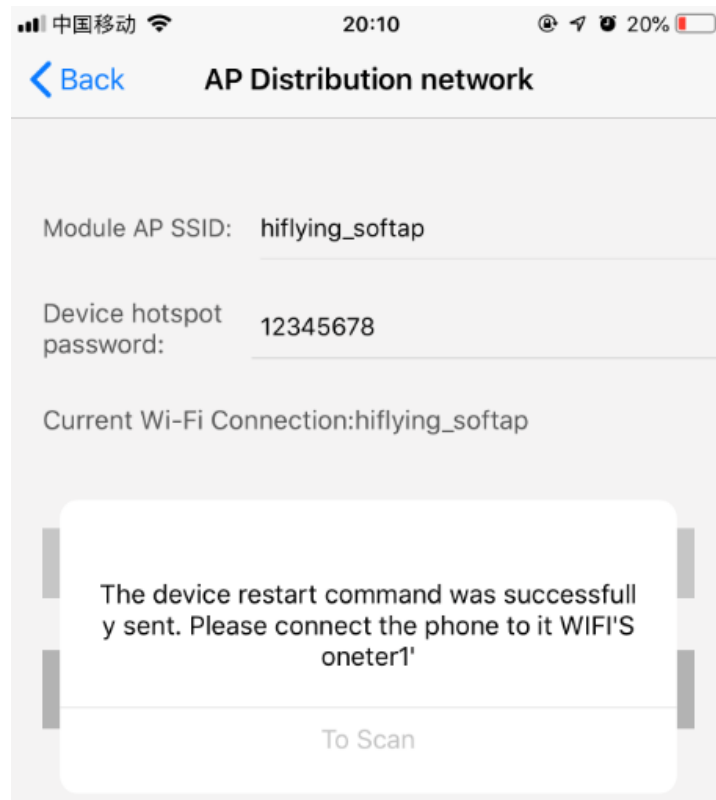 中国移动 20:10 20%
Back AP Distribution network
Module AP SSID: hiflying_softap
Device hotspot
password: 12345678
Current Wi-Fi Connection:hiflying_softap
The device restart command was successfull
y sent. Please connect the phone to it WIFI'S
oneter1'
To Scan